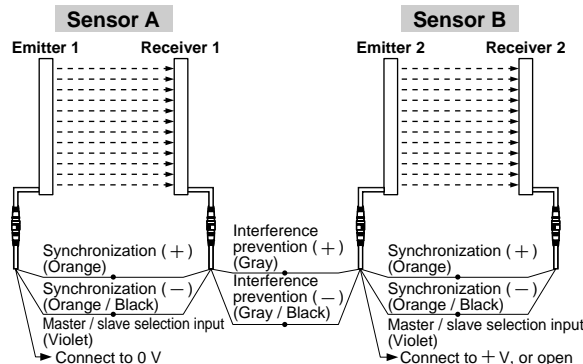 Sensor A
Sensor B
Emitter 1
Receiver 1
Emitter 2
Receiver 2
Synchronization (+)
(Orange)
Synchronization (−)
(Orange / Black)
Master / slave selection input
(Violet)
Connect to 0 V
Interference
prevention (+)
(Gray)
Interference
prevention (−)
(Gray / Black)
Synchronization (+)
(Orange)
Synchronization (−)
(Orange / Black)
Master / slave selection input
(Violet)
Connect to + V, or open